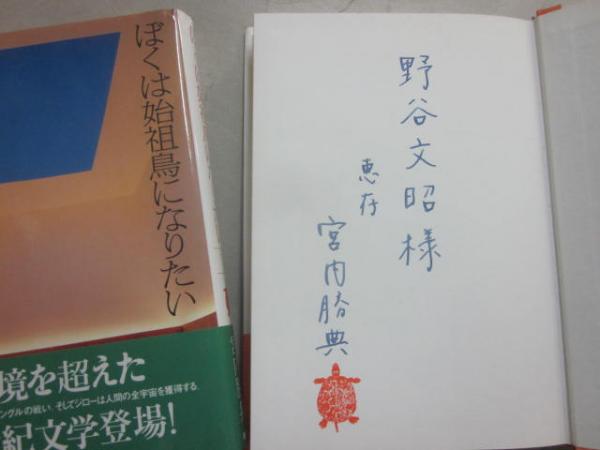 ぼくは始祖鳥になりたい
境を超えた
ングルの戦い、そしてジローは人間の全宇宙を獲得する。
紀文学登場!
野谷文昭様
恵存
宮内勝典